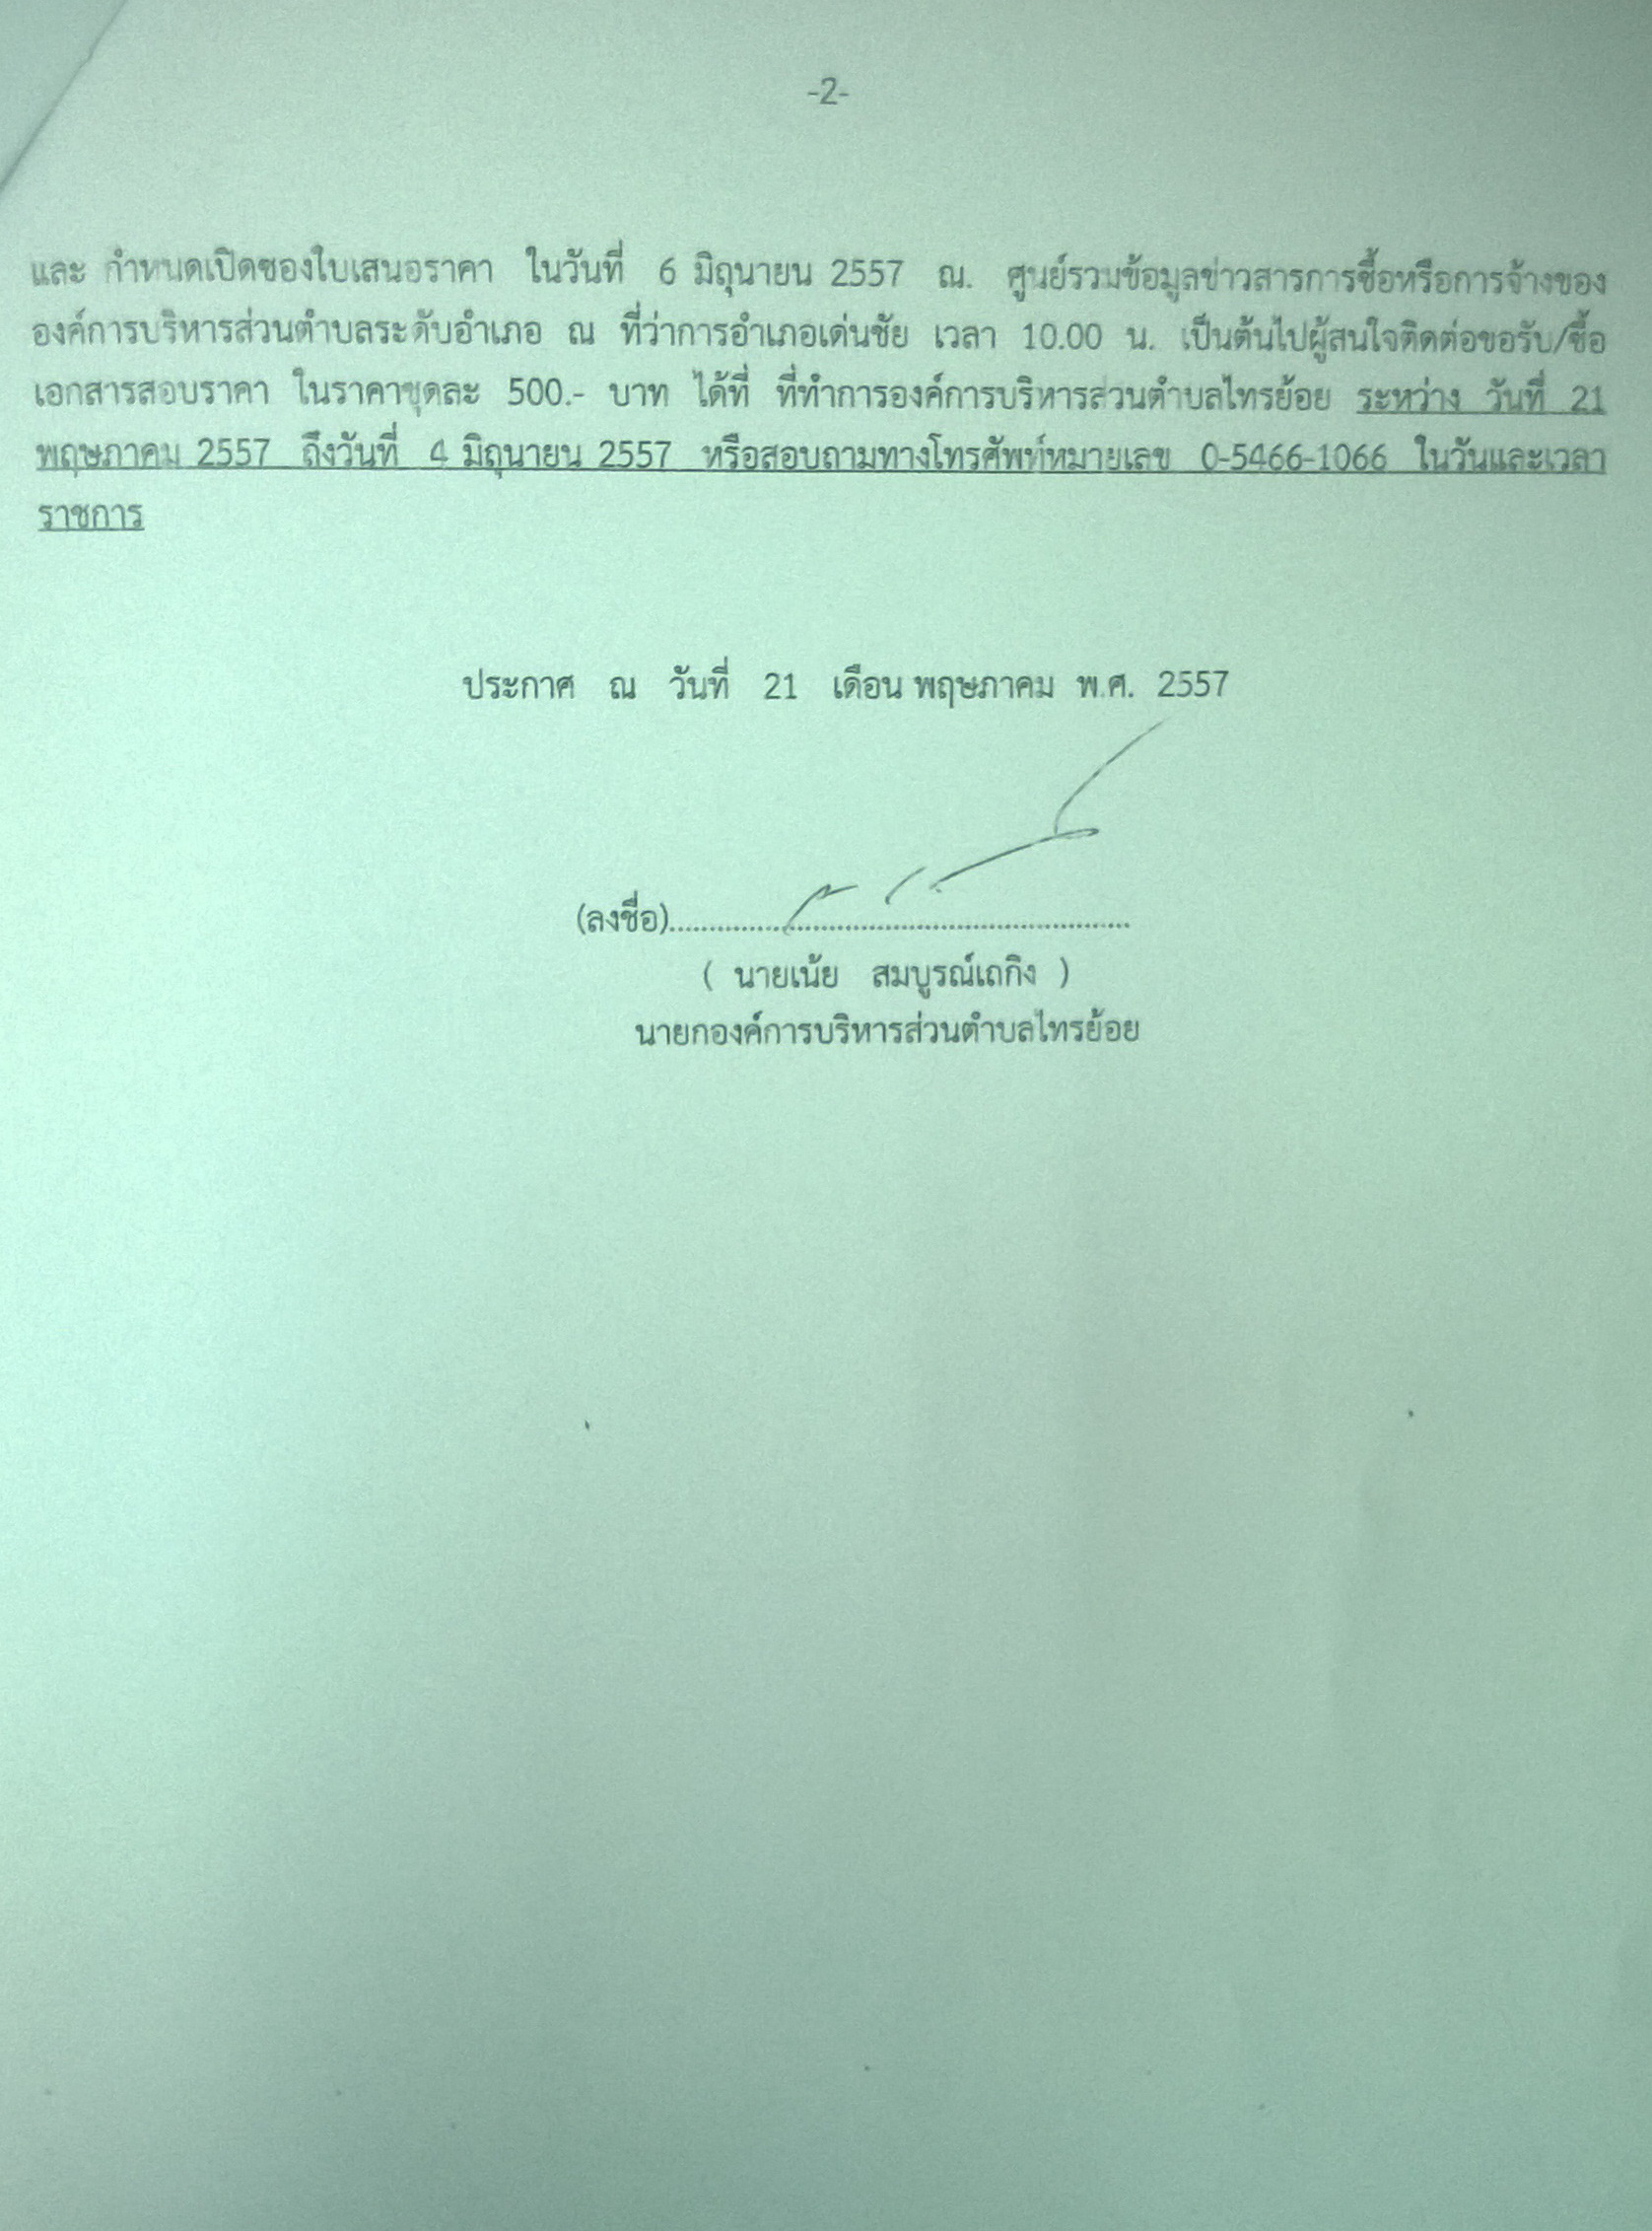 -2-
และ กำหนดเปิดซองใบเสนอราคา ในวันที่ 6 มิถุนายน 2557 ณ. ศูนย์รวมข้อมูลข่าวสารการซื้อหรือการจ้างของ
องค์การบริหารส่วนตำบลระดับอำเภอ ณ ที่ว่าการอำเภอเด่นชัย เวลา 10.00 น. เป็นต้นไปผู้สนใจติดต่อขอรับ/ซื้อ
เอกสารสอบราคา ในราคาชุดละ 500.- บาท ได้ที่ ที่ทำการองค์การบริหารส่วนตำบลไทรย้อย ระหว่าง วันที่ 21
พฤษภาคม 2557 ถึงวันที่ 4 มิถุนายน 2557 หรือสอบถามทางโทรศัพท์หมายเลข 0-5466-1066 ในวันและเวลา
ราชการ
ประกาศ ณ วันที่ 21 เดือน พฤษภาคม พ.ศ. 2557
(ลงชื่อ)..........................................................
( นายเน้ย สมบูรณ์เถกิง )
นายกองค์การบริหารส่วนตำบลไทรย้อย